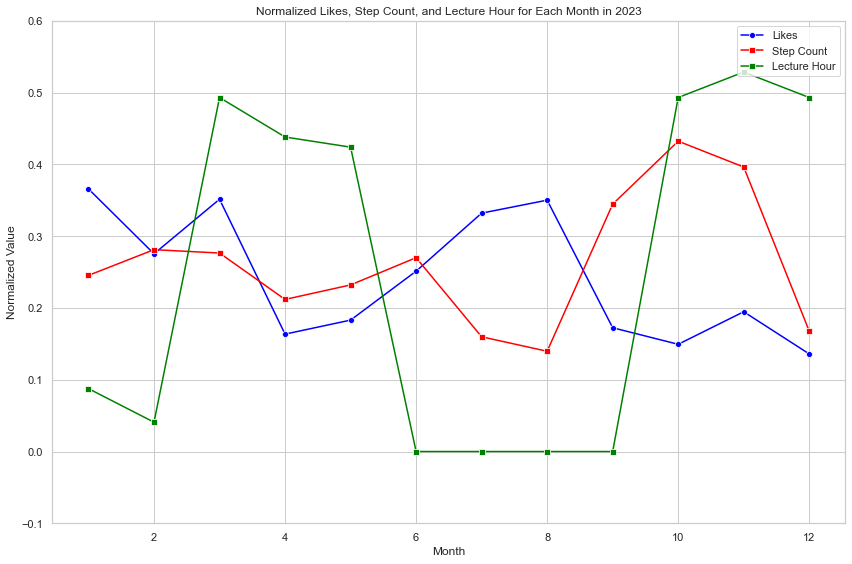 Normalized Likes, Step Count, and Lecture Hour for Each Month in 2023
Likes
Step Count
Lecture Hour
Normalized Value
0.6
0.5
0.4
0.3
0.2
0.1
0.0
−0.1
2 4 6 8 10 12
Month